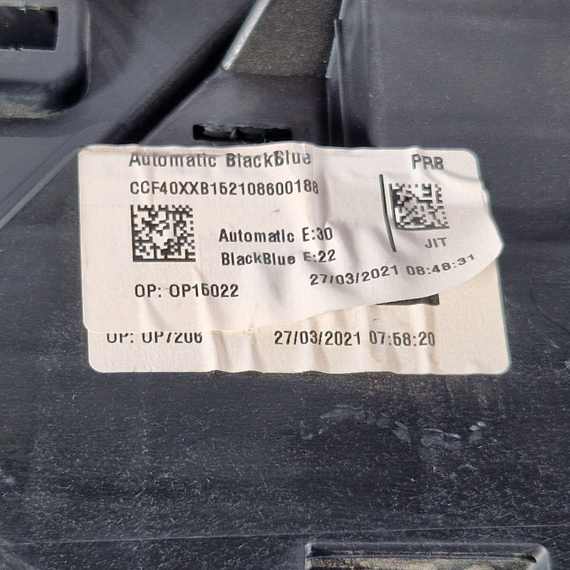 Automatic BlackBlue PR8
CCF40XXB152108600188
Automatic E:30
BlackBlue E:22
JIT
27/03/2021 08:48:31
OP: OP15022
OP: OP7206 27/03/2021 07:58:20